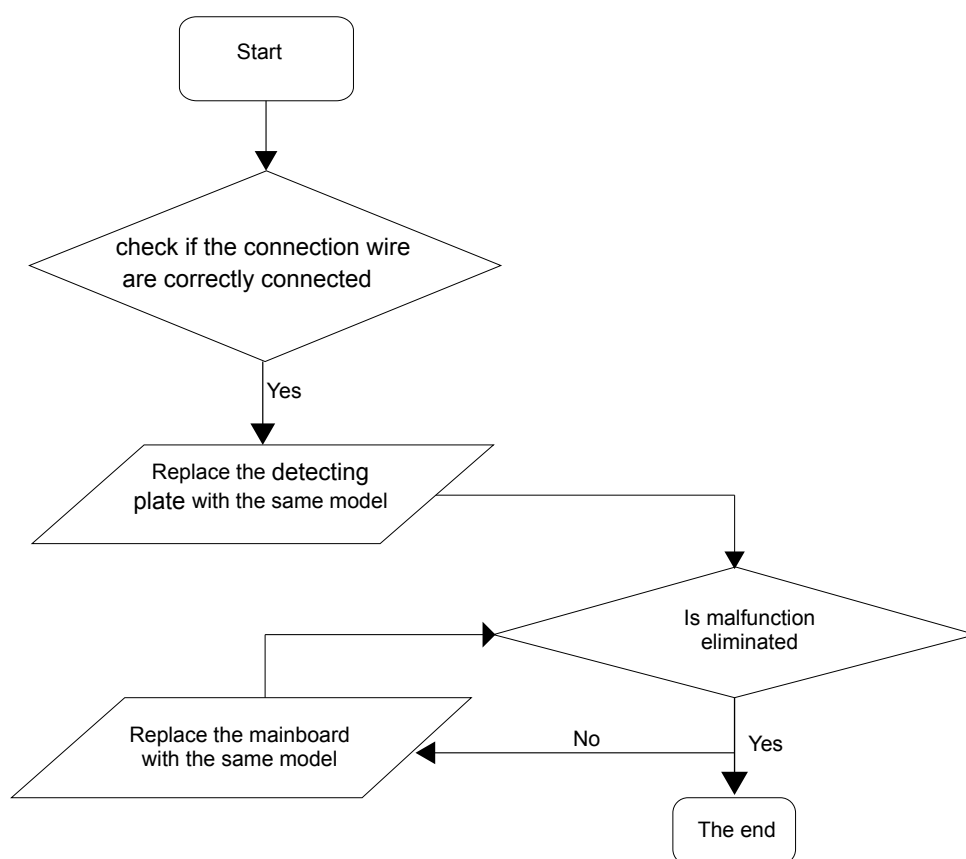 Start
check if the connection wire
are correctly connected
Yes
Replace the detecting
plate with the same model
Is malfunction
eliminated
Replace the mainboard
with the same model
No
Yes
The end